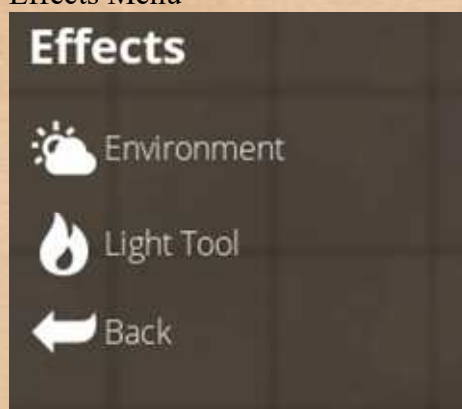 Effects Menu
Effects
Environment
Light Tool
Back